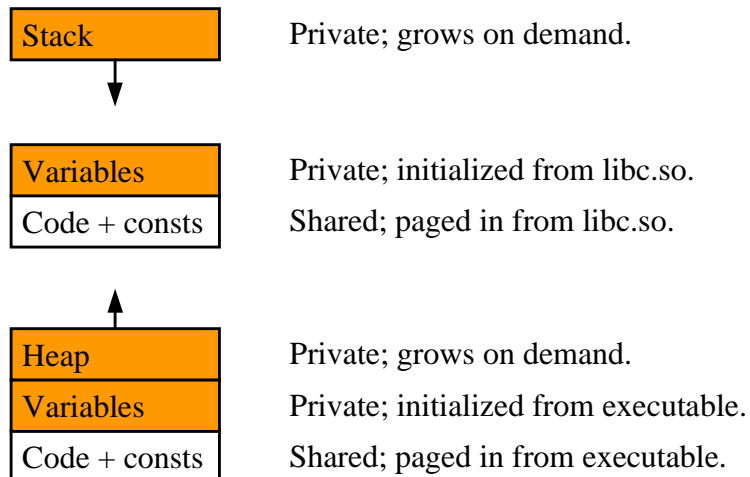 Stack Private; grows on demand.
Variables Private; initialized from libc.so.
Code + consts Shared; paged in from libc.so.
Heap Private; grows on demand.
Variables Private; initialized from executable.
Code + consts Shared; paged in from executable.